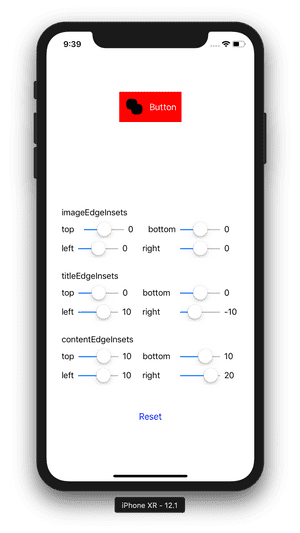 9:39
Button
imageEdgeInsets
top 0 bottom 0
left 0 right 0
titleEdgeInsets
top 0 bottom 0
left 10 right -10
contentEdgeInsets
top 10 bottom 10
left 10 right 20
Reset
iPhone XR - 12.1